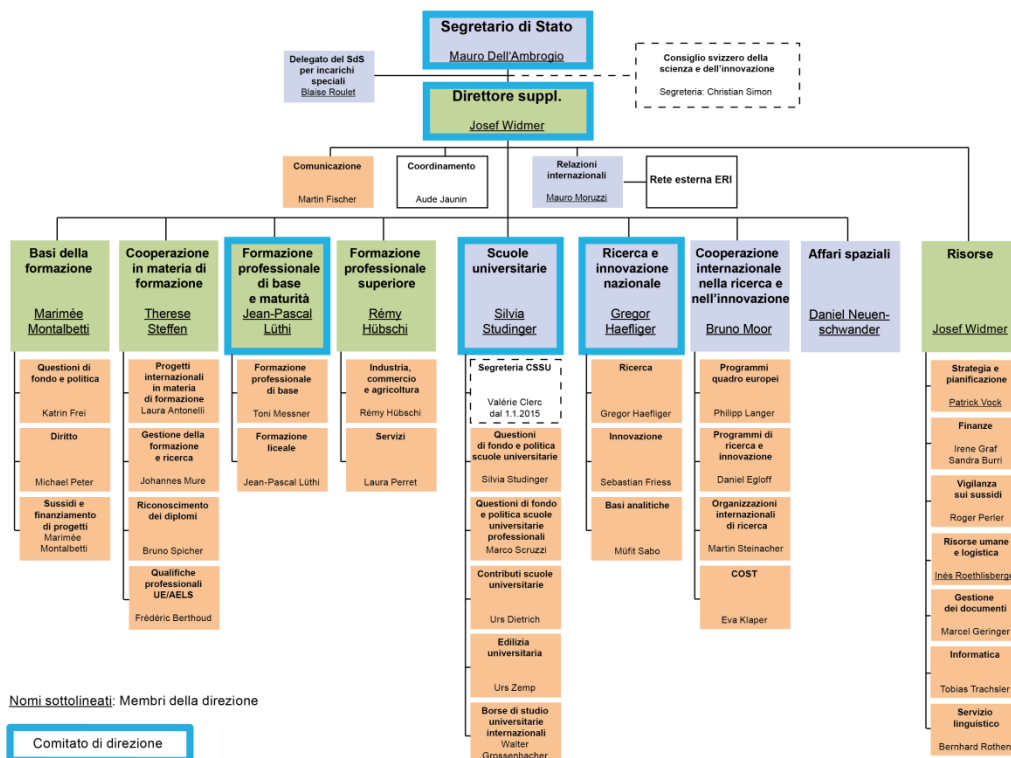 Segretario di Stato
Mauro Dell'Ambrogio
Delegato del SdS
per incarichi
speciali
Blaise Roulet
Consiglio svizzero della
scienza e dell'innovazione
Segreteria: Christian Simon
Direttore suppl.
Josef Widmer
Comunicazione
Martin Fischer
Coordinamento
Aude Jaunin
Relazioni
internazionali
Mauro Moruzzi
Rete esterna ERI
Basi della
formazione
Marimée
Montalbetti
Questioni di
fondo e politica
Katrin Frei
Diritto
Michael Peter
Sussidi e
finanziamento
di progetti
Marimée
Montalbetti
Cooperazione
in materia di
formazione
Therese
Steffen
Progetti
internazionali
in materia
di formazione
Laura Antonelli
Gestione della
formazione
e ricerca
Johannes Mure
Riconoscimento
dei diplomi
Bruno Spicher
Qualifiche
professionali
UE/AELS
Frédéric Berthoud
Formazione
professionale
di base
e maturità
Jean-Pascal
Lüthi
Formazione
professionale
di base
Toni Messner
Formazione
liceale
Jean-Pascal Lüthi
Formazione
professionale
superiore
Rémy
Hübschi
Industria,
commercio
e agricoltura
Rémy Hübschi
Servizi
Laura Perret
Scuole
universitarie
Silvia
Studinger
Segreteria CSSU
Valérie Clerc
dal 1.1.2015
Questioni
di fondo e politica
scuole universitarie
Silvia Studinger
Questioni di fondo
e politica scuole
universitarie
professionali
Marco Scruzzi
Contributi scuole
universitarie
Urs Dietrich
Edilizia
universitaria
Urs Zemp
Borse di studio
universitarie
internazionali
Walter
Grossenbacher
Ricerca e
innovazione
nazionale
Gregor
Haefliger
Ricerca
Gregor Haefliger
Innovazione
Sebastian Friess
Basi analitiche
Müfit Sabo
Cooperazione
internazionale
nella ricerca e
nell'innovazione
Bruno Moor
Programmi
quadro europei
Philipp Langer
Programmi di
ricerca e
innovazione
Daniel Egloff
Organizzazioni
internazionali
di ricerca
Martin Steinacher
COST
Eva Klaper
Affari spaziali
Daniel Neuen-
schwander
Risorse
Josef Widmer
Strategia e
pianificazione
Patrick Vock
Finanze
Irene Graf
Sandra Burri
Vigilanza
sui sussidi
Roger Perler
Risorse umane
e logistica
Inés Roethlisberger
Gestione
dei documenti
Marcel Geringer
Informatica
Tobias Trachsler
Servizio
linguistico
Bernhard Rothen
Nomi sottolineati: Membri della direzione
Comitato di direzione